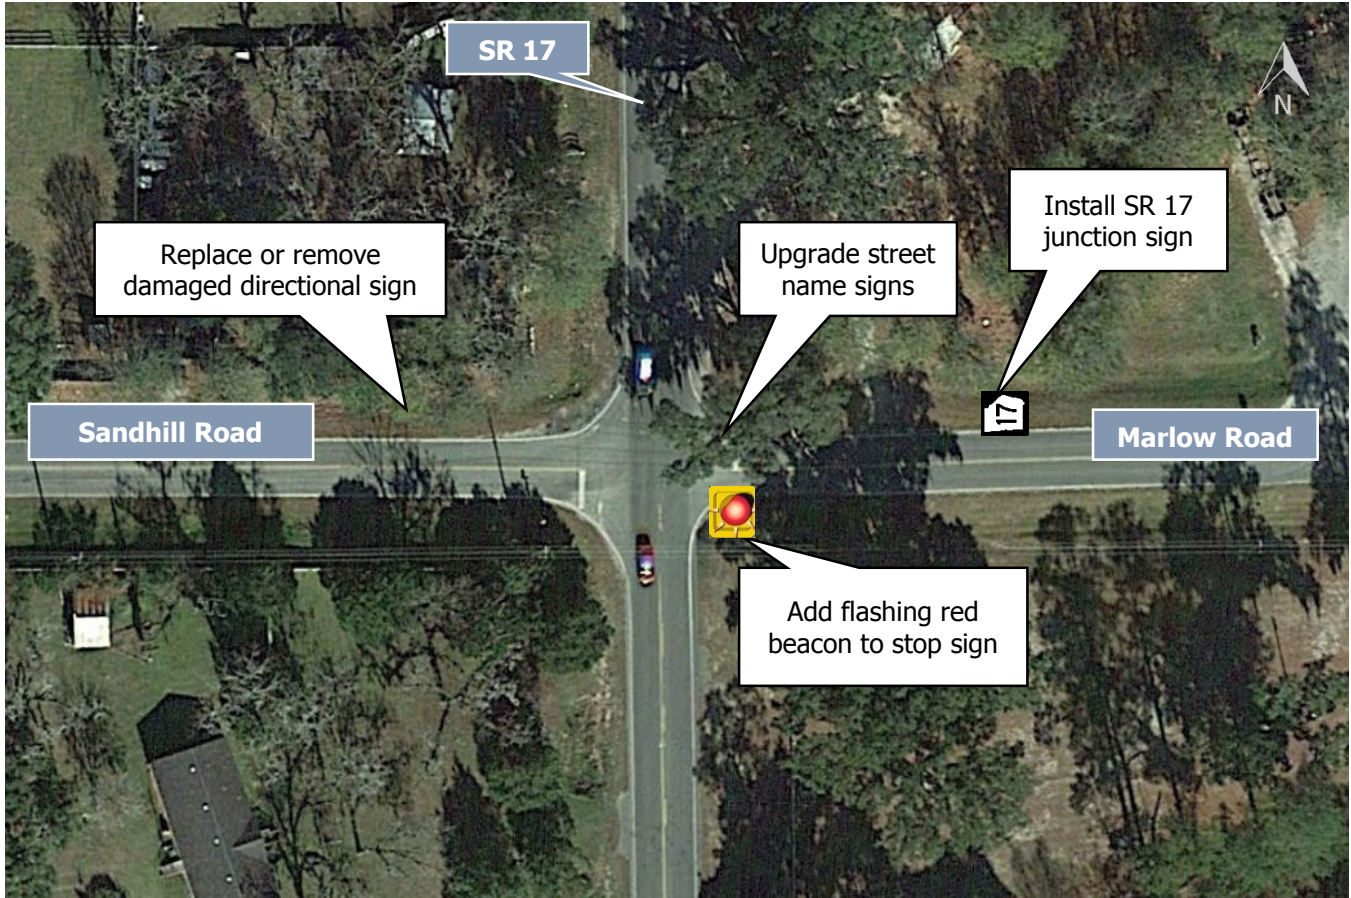 SR 17
N
Install SR 17
junction sign
Replace or remove
damaged directional sign
Upgrade street
name signs
17
Sandhill Road
Marlow Road
Add flashing red
beacon to stop sign